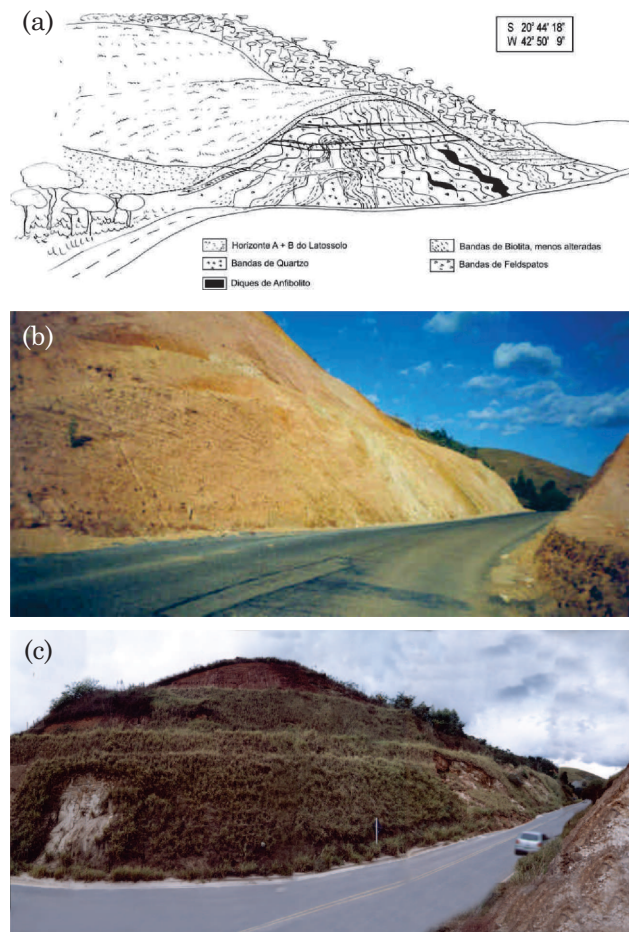 (a)
S 20° 44' 18"
W 42° 50' 9"
Horizonte A + B do Latossolo
Bandas de Quartzo
Diques de Anfibolito
Bandas de Biolita, menos alteradas
Bandas de Feldspatos
(b)
(c)